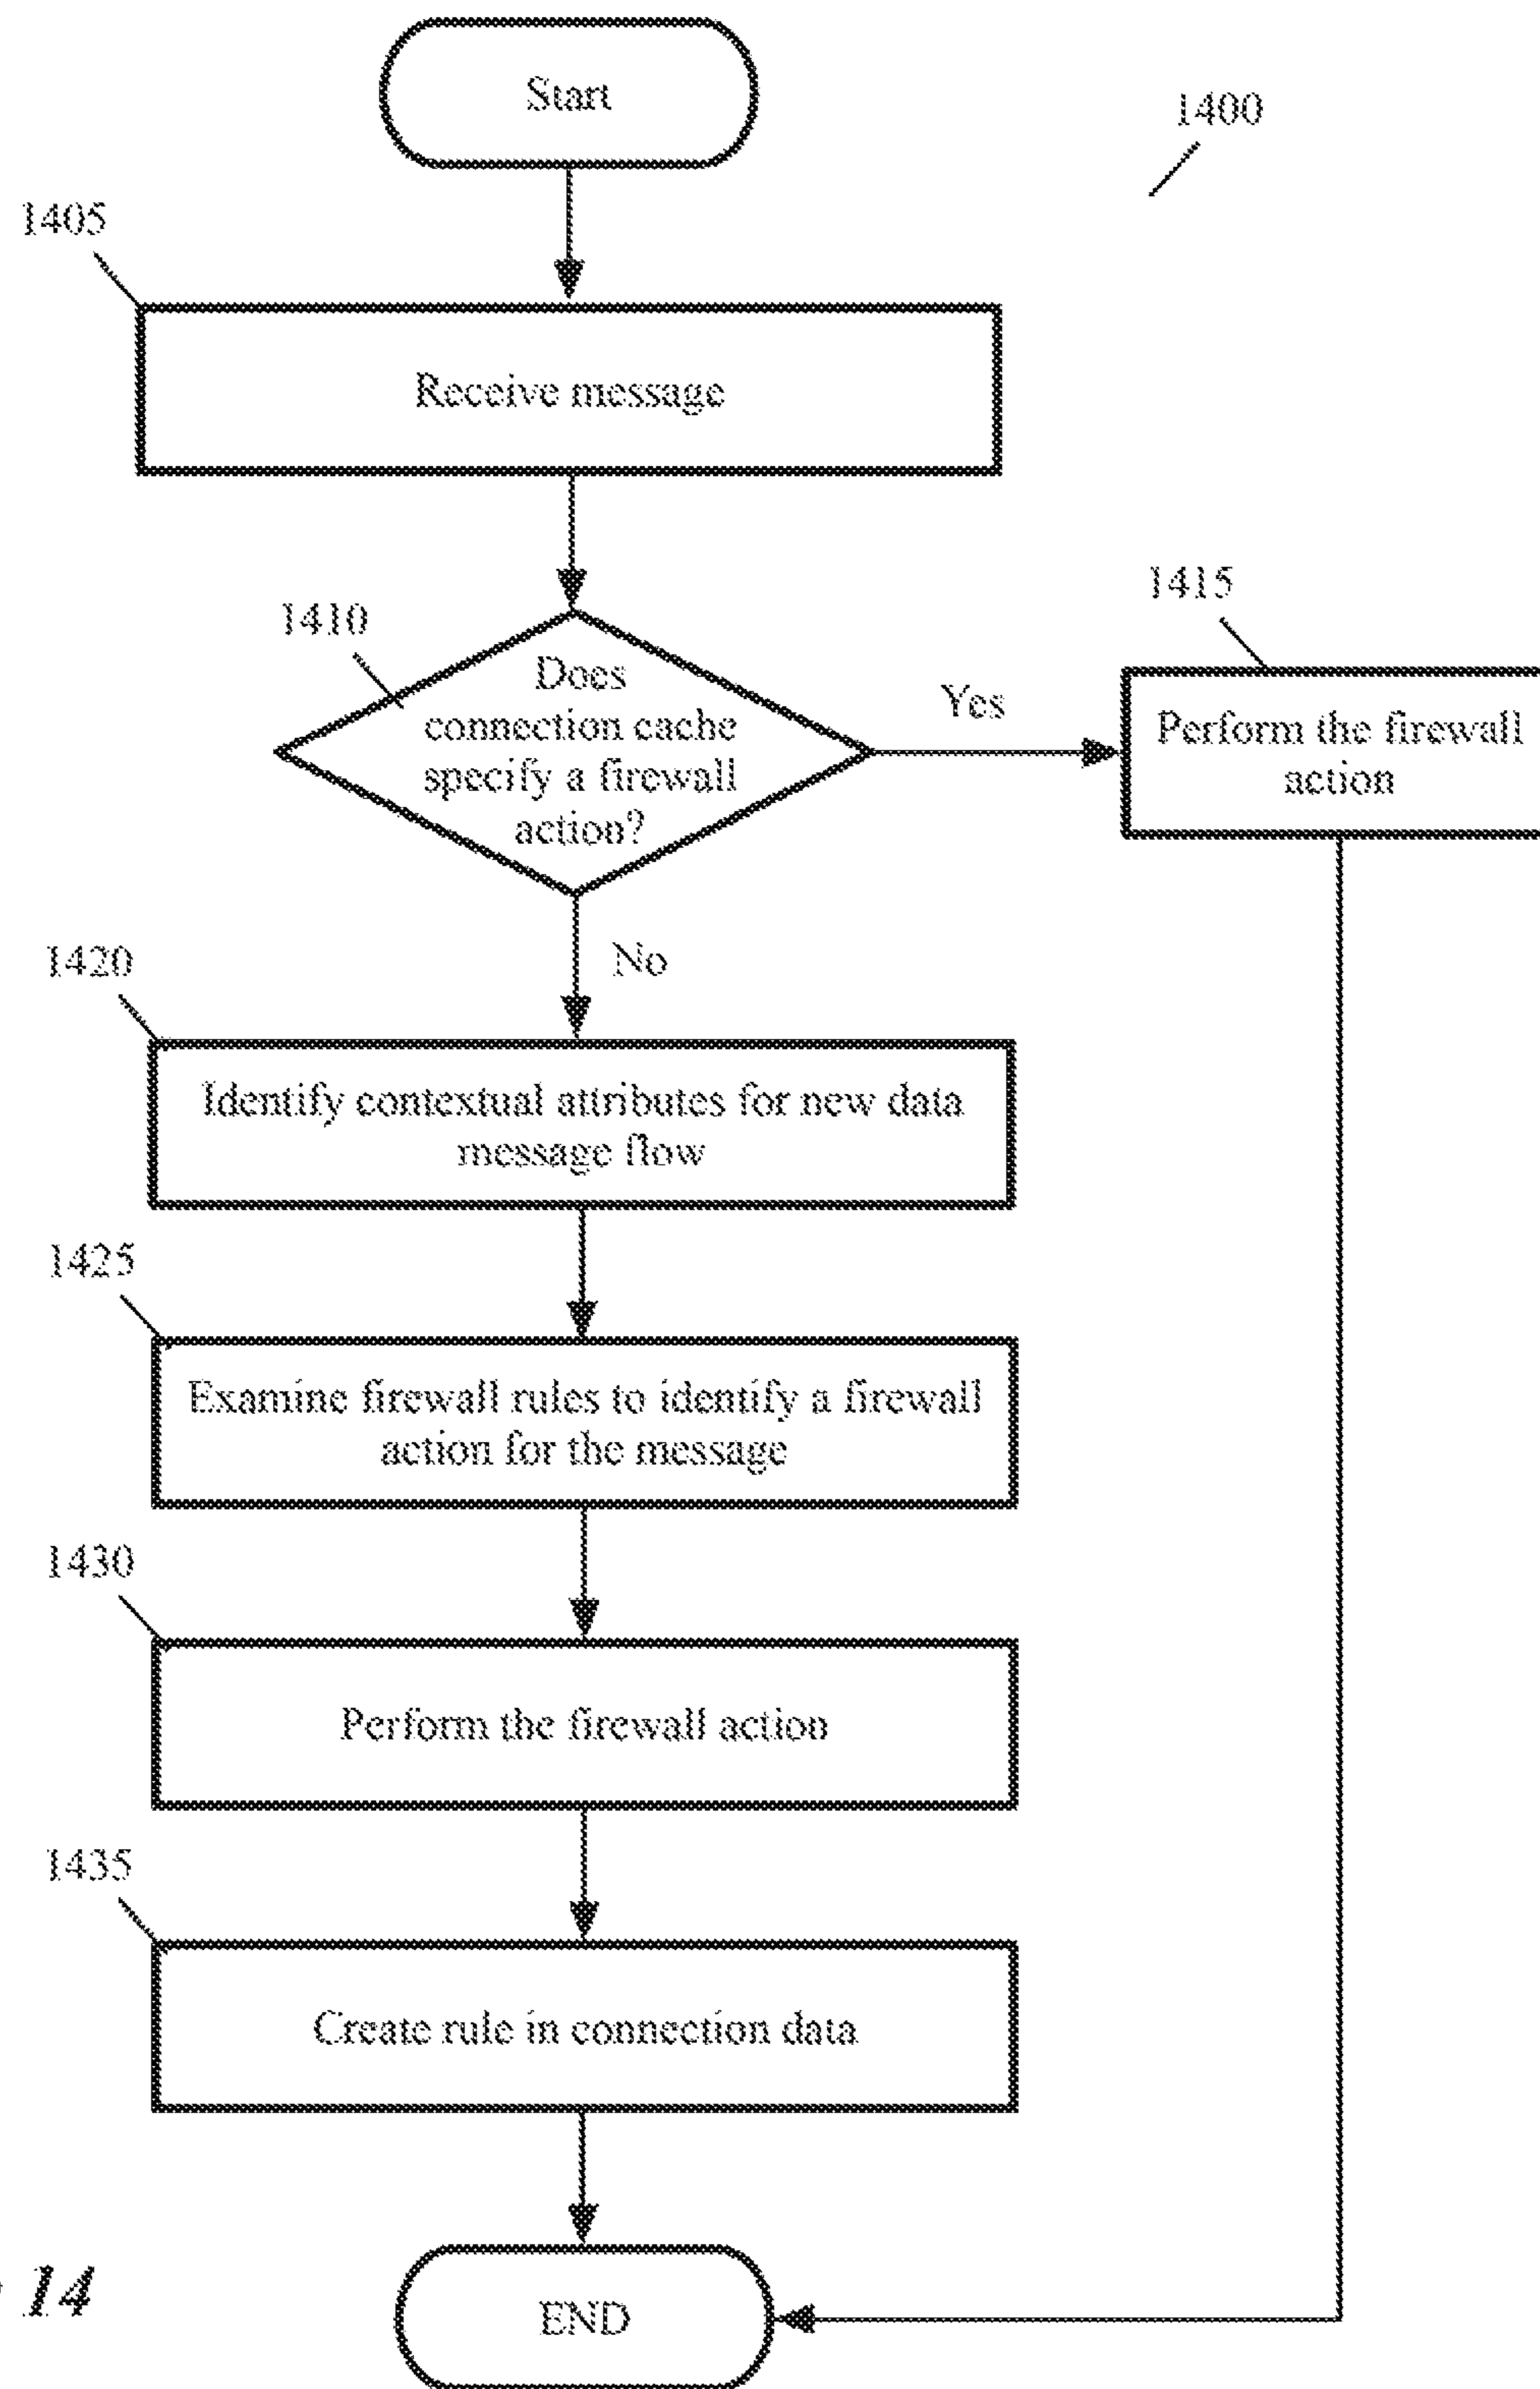 Start
1400
1405
Receive message
1410
Does
connection cache
specify a firewall
action?
Yes
1415
Perform the firewall
action
No
1420
Identify contextual attributes for new data
message flow
1425
Examine firewall rules to identify a firewall
action for the message
1430
Perform the firewall action
1435
Create rule in connection data
END
14